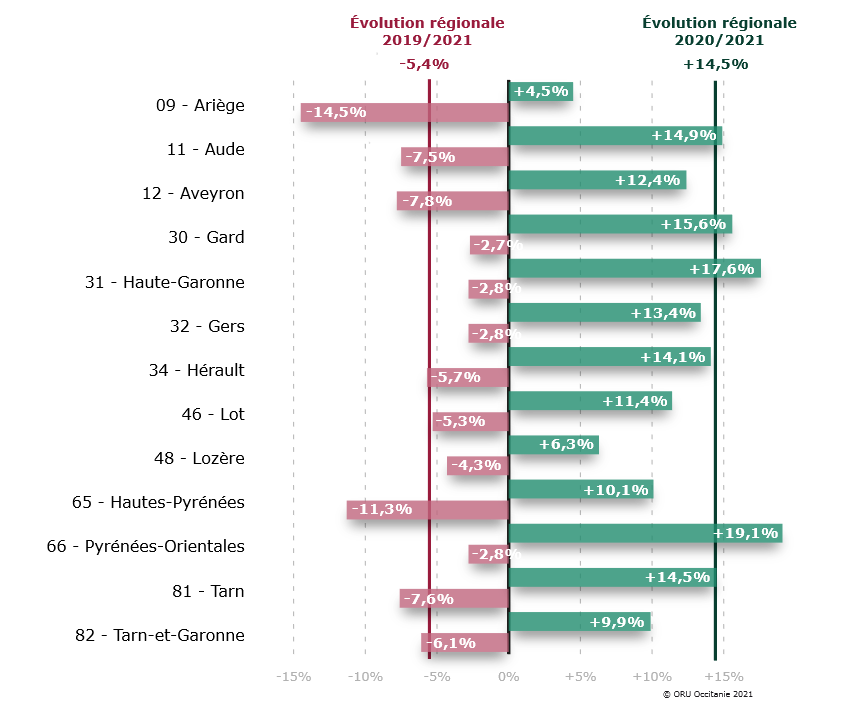 Évolution régionale
2019/2021
-5,4%
Évolution régionale
2020/2021
+14,5%
09 - Ariège
+4,5%
-14,5%
11 - Aude
+14,9%
-7,5%
12 - Aveyron
+12,4%
-7,8%
30 - Gard
+15,6%
-2,7%
31 - Haute-Garonne
+17,6%
-2,8%
32 - Gers
+13,4%
-2,8%
34 - Hérault
+14,1%
-5,7%
46 - Lot
+11,4%
-5,3%
48 - Lozère
+6,3%
-4,3%
65 - Hautes-Pyrénées
+10,1%
-11,3%
66 - Pyrénées-Orientales
+19,1%
-2,8%
81 - Tarn
+14,5%
-7,6%
82 - Tarn-et-Garonne
+9,9%
-6,1%
-15% -10% -5% 0% +5% +10% +15%
© ORU Occitanie 2021